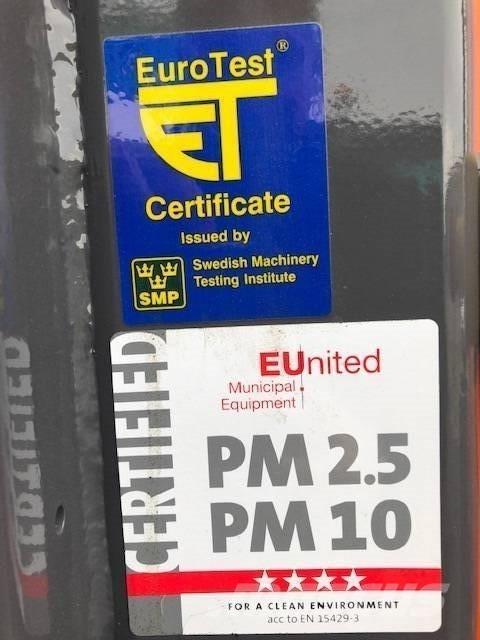 EuroTest®
ET
Certificate
Issued by
Swedish Machinery
Testing Institute
SMP
CERTIFIED
EUnited
Municipal
Equipment
PM 2.5
PM 10
FOR A CLEAN ENVIRONMENT
acc to EN 15429-3